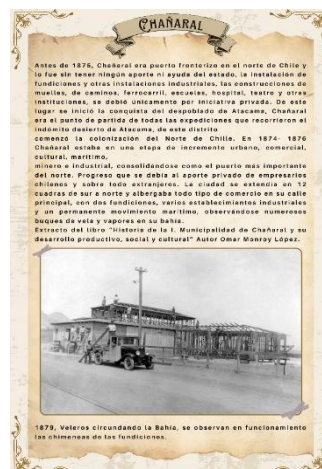 CHAÑARAL
Antes de 1875, Chañaral era puerto fronterizo en el norte de Chile y
lo fue sin tener ningún aporte ni ayuda del estado, la instalación de
fundiciones y otras instalaciones industriales, las construcciones de
muelles, de caminos, ferrocarril, escuelas, hospital, teatro y otras
instituciones, se debió únicamente por iniciativa privada. De este
lugar se inició la conquista del despoblado de Atacama, Chañaral
era el punto de partida de todas las expediciones que recorrieron el
indómito desierto de Atacama, de este distrito
comenzó la colonización del Norte de Chille. En 1874- 1876
Chañaral estaba en una etapa de incremento urbano, comercial,
cultural, marítimo,
minero e industrial, consolidándose como el puerto más importante
del norte. Progreso que se debía al aporte privado de empresarios
chilenos y sobre todo extranjeros. La ciudad se extendía en 12
cuadras de sur a norte y albergaba todo tipo de comercio en su calle
principal, con dos fundiciones, varios establecimientos industriales
y un permanente movimiento marítimo, observándose numerosos
buques de vela y vapores en su bahía.
Extracto del libro "Historia de la I. Municipalidad de Chañaral y su
desarrollo productivo, social y cultural" Autor Omar Monroy López.
1879, Veleros circundando la Bahía, se observan en funcionamiento
las chimeneas de las fundiciones.